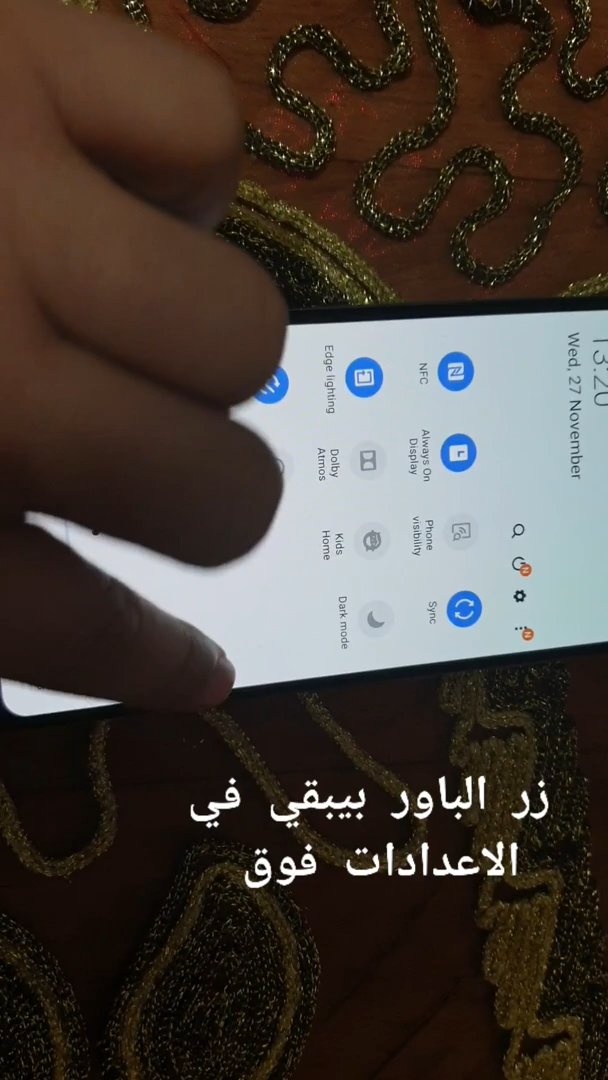 13:20
Wed, 27 November
N
N
NFC
Always On
Display
Phone
visibility
Sync
Edge lighting
Dolby
Atmos
Kids
Home
Dark mode
زر الباور بيبقي في
الاعدادات فوق